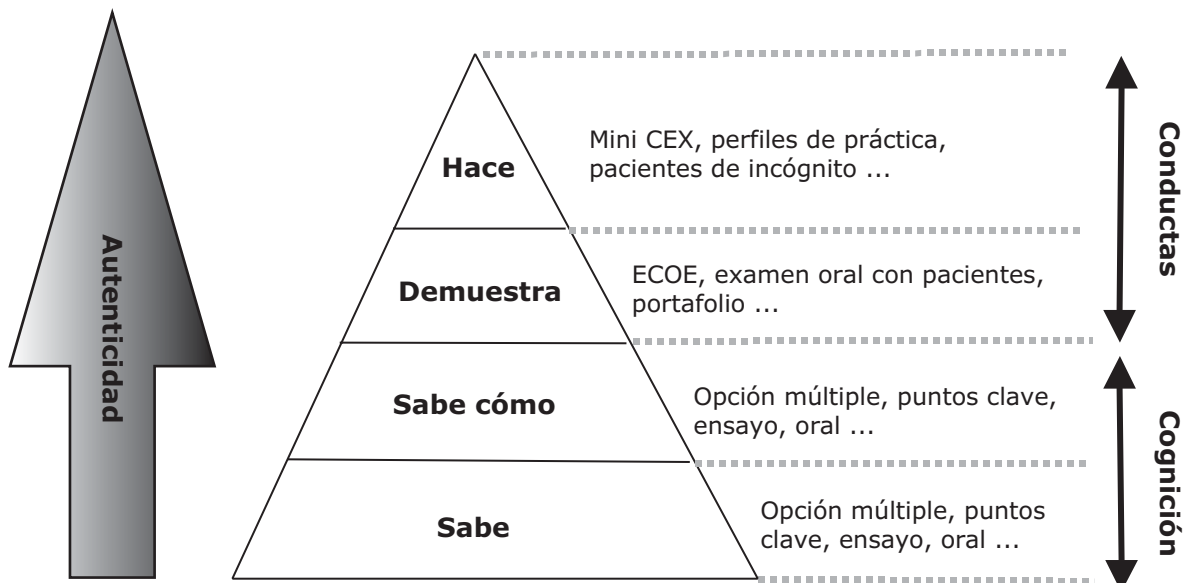 Autenticidad
Hace
Mini CEX, perfiles de práctica,
pacientes de incógnito ...
Demuestra
ECOE, examen oral con pacientes,
portafolio ...
Conductas
Sabe cómo
Opción múltiple, puntos clave,
ensayo, oral ...
Sabe
Opción múltiple, puntos
clave, ensayo, oral ...
Cognición